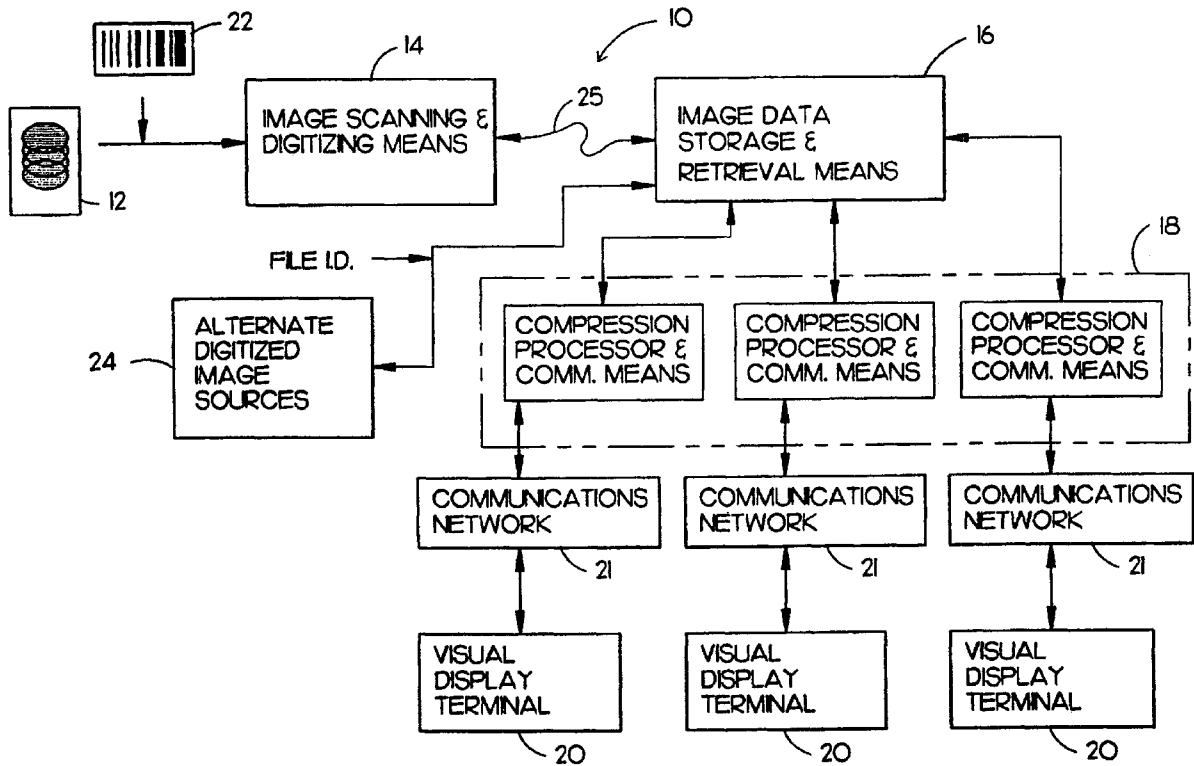 22
10
14
16
IMAGE SCANNING &
DIGITIZING MEANS
25
IMAGE DATA
STORAGE &
RETRIEVAL MEANS
12
18
FILE I.D.
24
ALTERNATE
DIGITIZED
IMAGE
SOURCES
COMPRESSION
PROCESSOR &
COMM. MEANS
COMPRESSION
PROCESSOR &
COMM. MEANS
COMPRESSION
PROCESSOR &
COMM. MEANS
COMMUNICATIONS
NETWORK
21
COMMUNICATIONS
NETWORK
21
COMMUNICATIONS
NETWORK
21
VISUAL
DISPLAY
TERMINAL
20
VISUAL
DISPLAY
TERMINAL
20
VISUAL
DISPLAY
TERMINAL
20